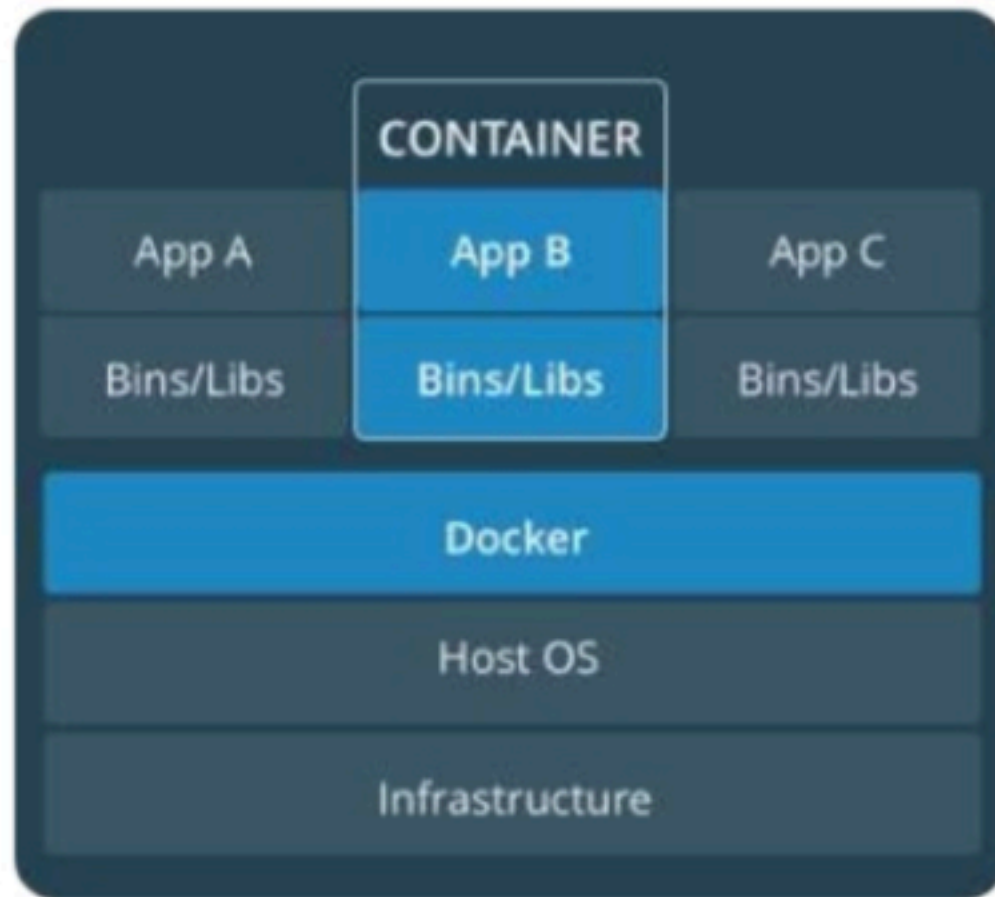 CONTAINER
App A App B App C
Bins/Libs Bins/Libs Bins/Libs
Docker
Host OS
Infrastructure